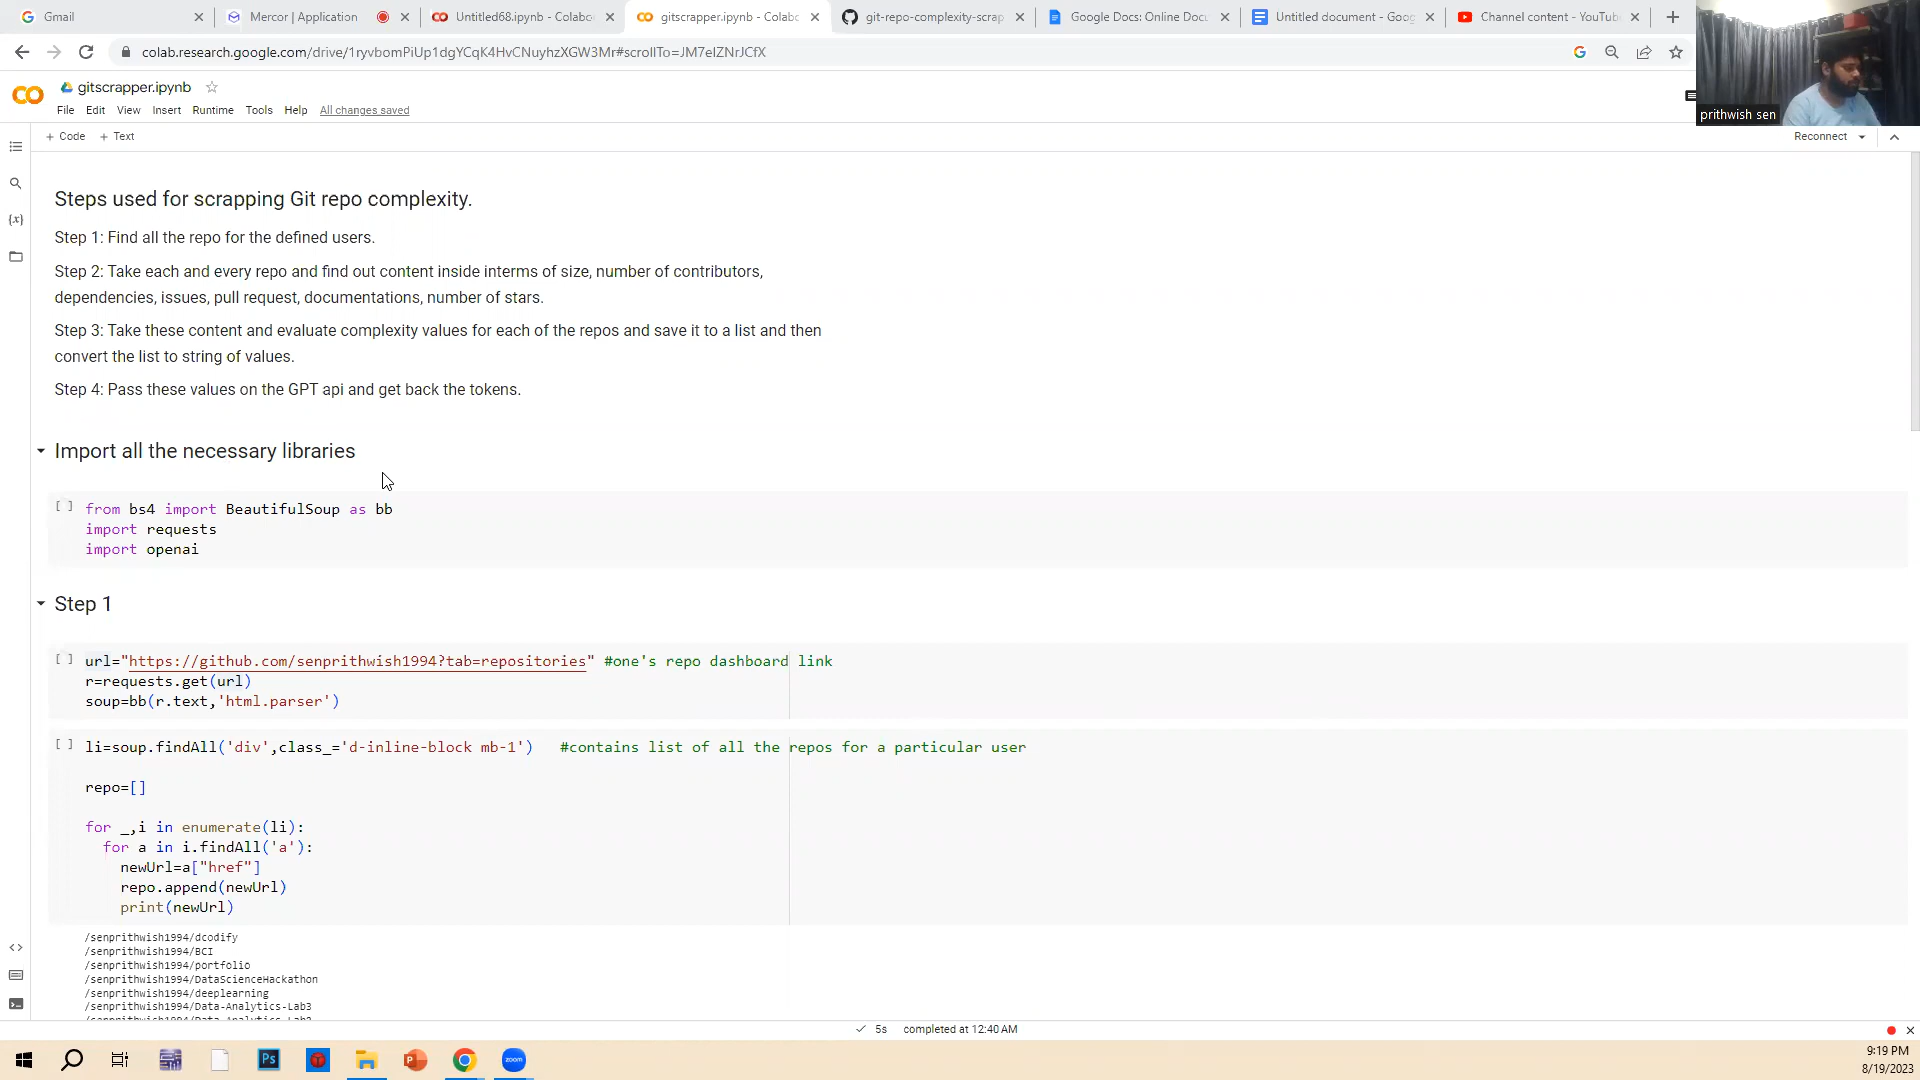 Gmail
Mercor | Application
Untitled68.ipynb - Colabo
gitscrapper.ipynb - Colabo
git-repo-complexity-scrap
Google Docs: Online Docu
Untitled document - Goog
Channel content - YouTub
colab.research.google.com/drive/1ryvbomPiUp1dgYCqK4HvCNuyhzXGW3Mr#scrollTo=JM7eIZNrJCfX
gitscrapper.ipynb
File Edit View Insert Runtime Tools Help All changes saved
prithwish sen
+ Code + Text
Reconnect
Steps used for scrapping Git repo complexity.
Step 1: Find all the repo for the defined users.
Step 2: Take each and every repo and find out content inside interms of size, number of contributors,
dependencies, issues, pull request, documentations, number of stars.
Step 3: Take these content and evaluate complexity values for each of the repos and save it to a list and then
convert the list to string of values.
Step 4: Pass these values on the GPT api and get back the tokens.
Import all the necessary libraries
[ ] from bs4 import BeautifulSoup as bb
import requests
import openai
Step 1
[ ] url="https://github.com/senprithwish1994?tab=repositories" #one's repo dashboard link
r=requests.get(url)
soup=bb(r.text,'html.parser')
[ ] li=soup.findAll('div',class_='d-inline-block mb-1') #contains list of all the repos for a particular user
repo=[]
for _,i in enumerate(li):
for a in i.findAll('a'):
newUrl=a["href"]
repo.append(newUrl)
print(newUrl)
/senprithwish1994/dcodify
/senprithwish1994/BCI
/senprithwish1994/portfolio
/senprithwish1994/DataScienceHackathon
/senprithwish1994/deeplearning
/senprithwish1994/Data-Analytics-Lab3
/senprithwish1994/Data-Analytics-Lab2
5s completed at 12:40 AM
Ps
zoom
9:19 PM
8/19/2023